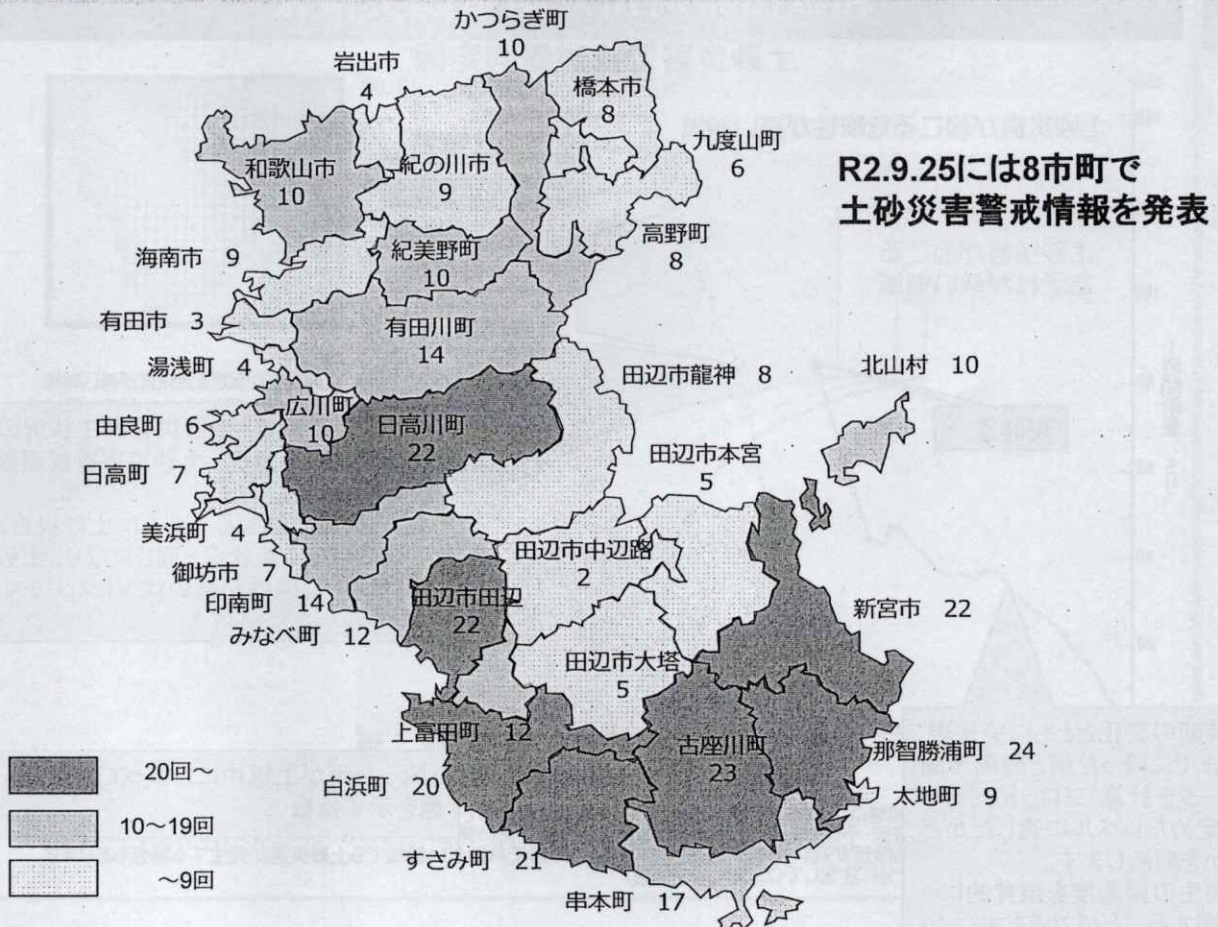 かつらぎ町
10
岩出市
4
橋本市
8
九度山町
6
和歌山市
10
紀の川市
9
R2.9.25には8市町で
土砂災害警戒情報を発表
高野町
8
海南市 9
紀美野町
10
有田市 3
有田川町
14
湯浅町 4
田辺市龍神 8
北山村 10
由良町 6
広川町
10
日高川町
22
日高町 7
田辺市本宮
5
美浜町 4
田辺市中辺路
2
御坊市 7
印南町 14
みなべ町 12
田辺市田辺
22
新宮市 22
田辺市大塔
5
上富田町 12
古座川町
23
那智勝浦町 24
白浜町 20
太地町 9
すさみ町 21
串本町 17
20回～
10～19回
～9回